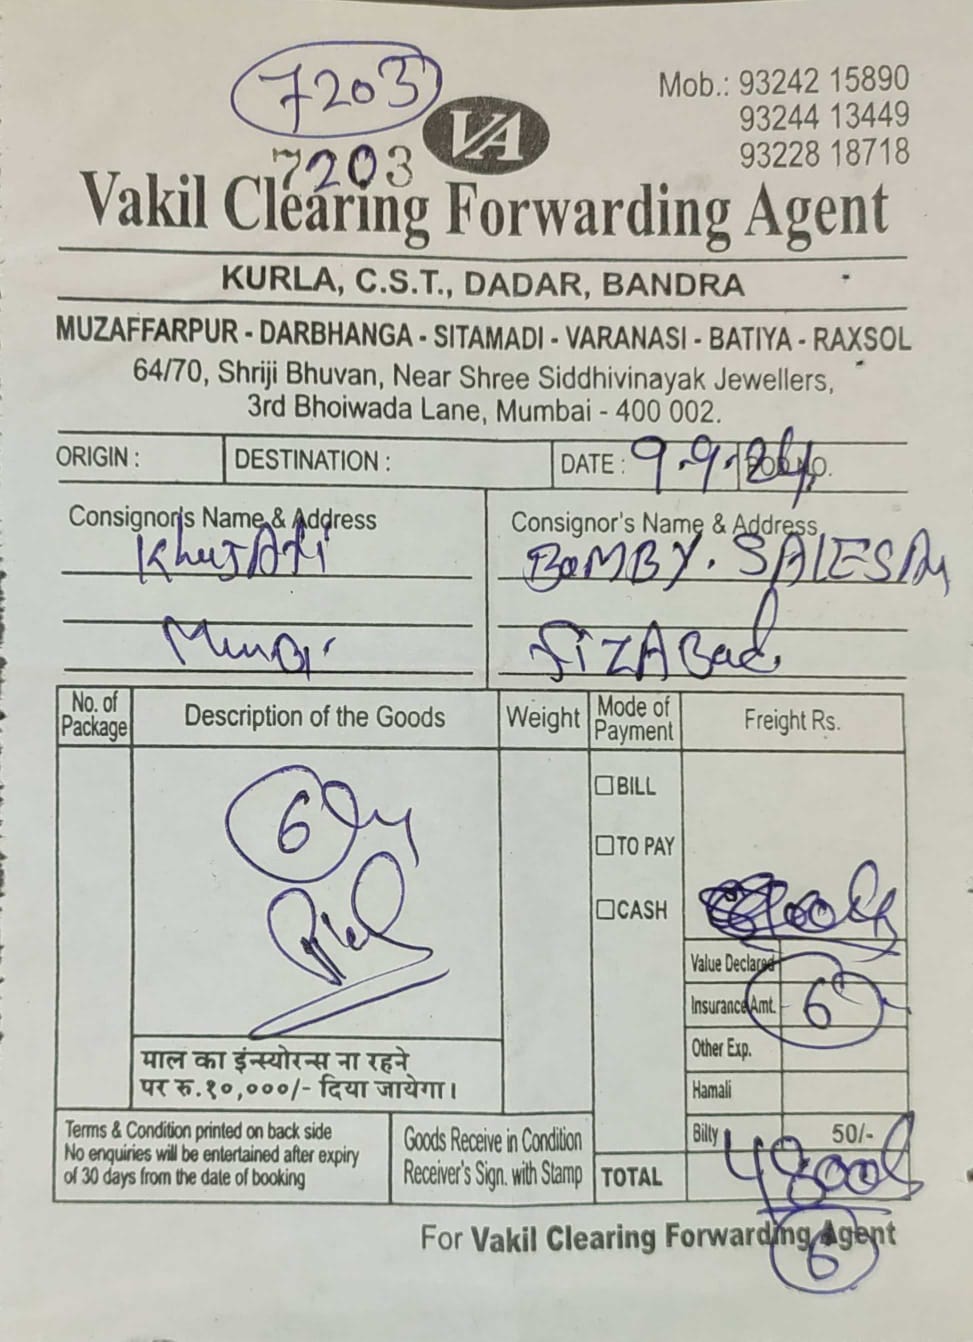 7203
VA
Mob.: 93242 15890
93244 13449
93228 18718
7203
Vakil Clearing Forwarding Agent
KURLA, C.S.T., DADAR, BANDRA
MUZAFFARPUR - DARBHANGA - SITAMADI - VARANASI - BATIYA - RAXSOL
64/70, Shriji Bhuvan, Near Shree Siddhivinayak Jewellers,
3rd Bhoiwada Lane, Mumbai - 400 002.
ORIGIN : DESTINATION : DATE : 9.9.24 NO.
Consignor's Name & Address Consignor's Name & Address
BOMBY. SALES
No. of Package Description of the Goods Weight Mode of Payment Freight Rs.
BILL
6
TO PAY
CASH
Value Declared
Insurance Amt. 6
Other Exp.
माल का इंन्स्योरन्स ना रहने
पर रु.१०,०००/- दिया जायेगा।
Hamali
Terms & Condition printed on back side
No enquiries will be entertained after expiry
of 30 days from the date of booking
Goods Receive in Condition
Receiver's Sign. with Stamp
Billy 50/-
TOTAL
For Vakil Clearing Forwarding Agent
6